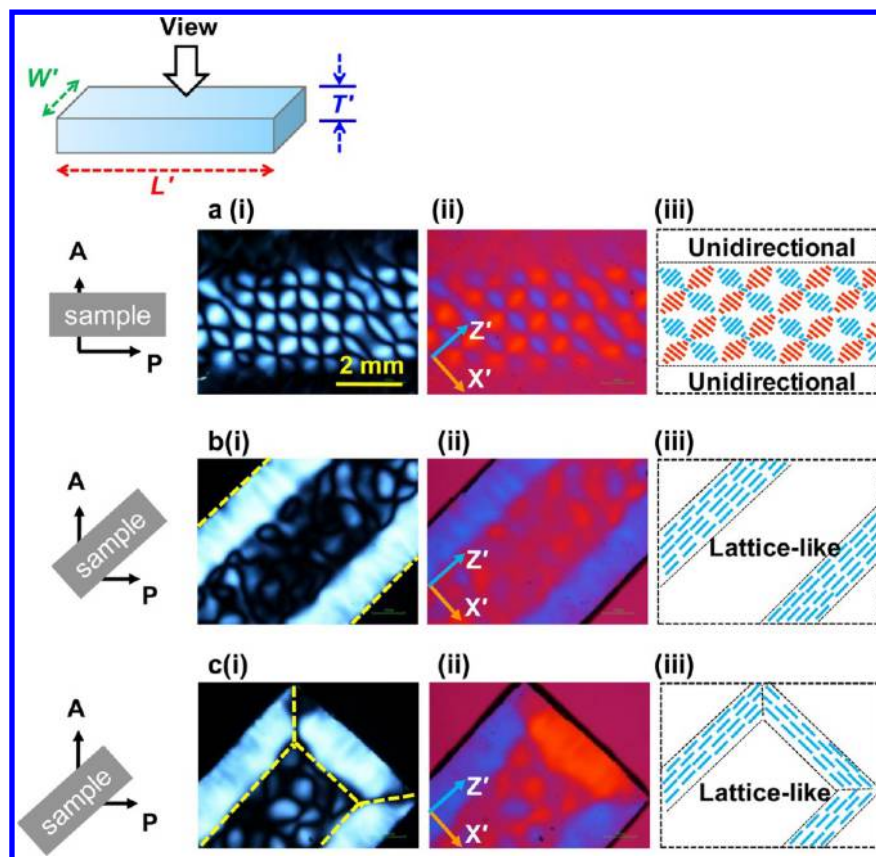 View
W'
T'
L'
a (i)
(ii)
(iii)
A
sample
P
2 mm
Z'
X'
Unidirectional
Unidirectional
b(i)
(ii)
(iii)
A
sample
P
Z'
X'
Lattice-like
c(i)
(ii)
(iii)
A
sample
P
Z'
X'
Lattice-like